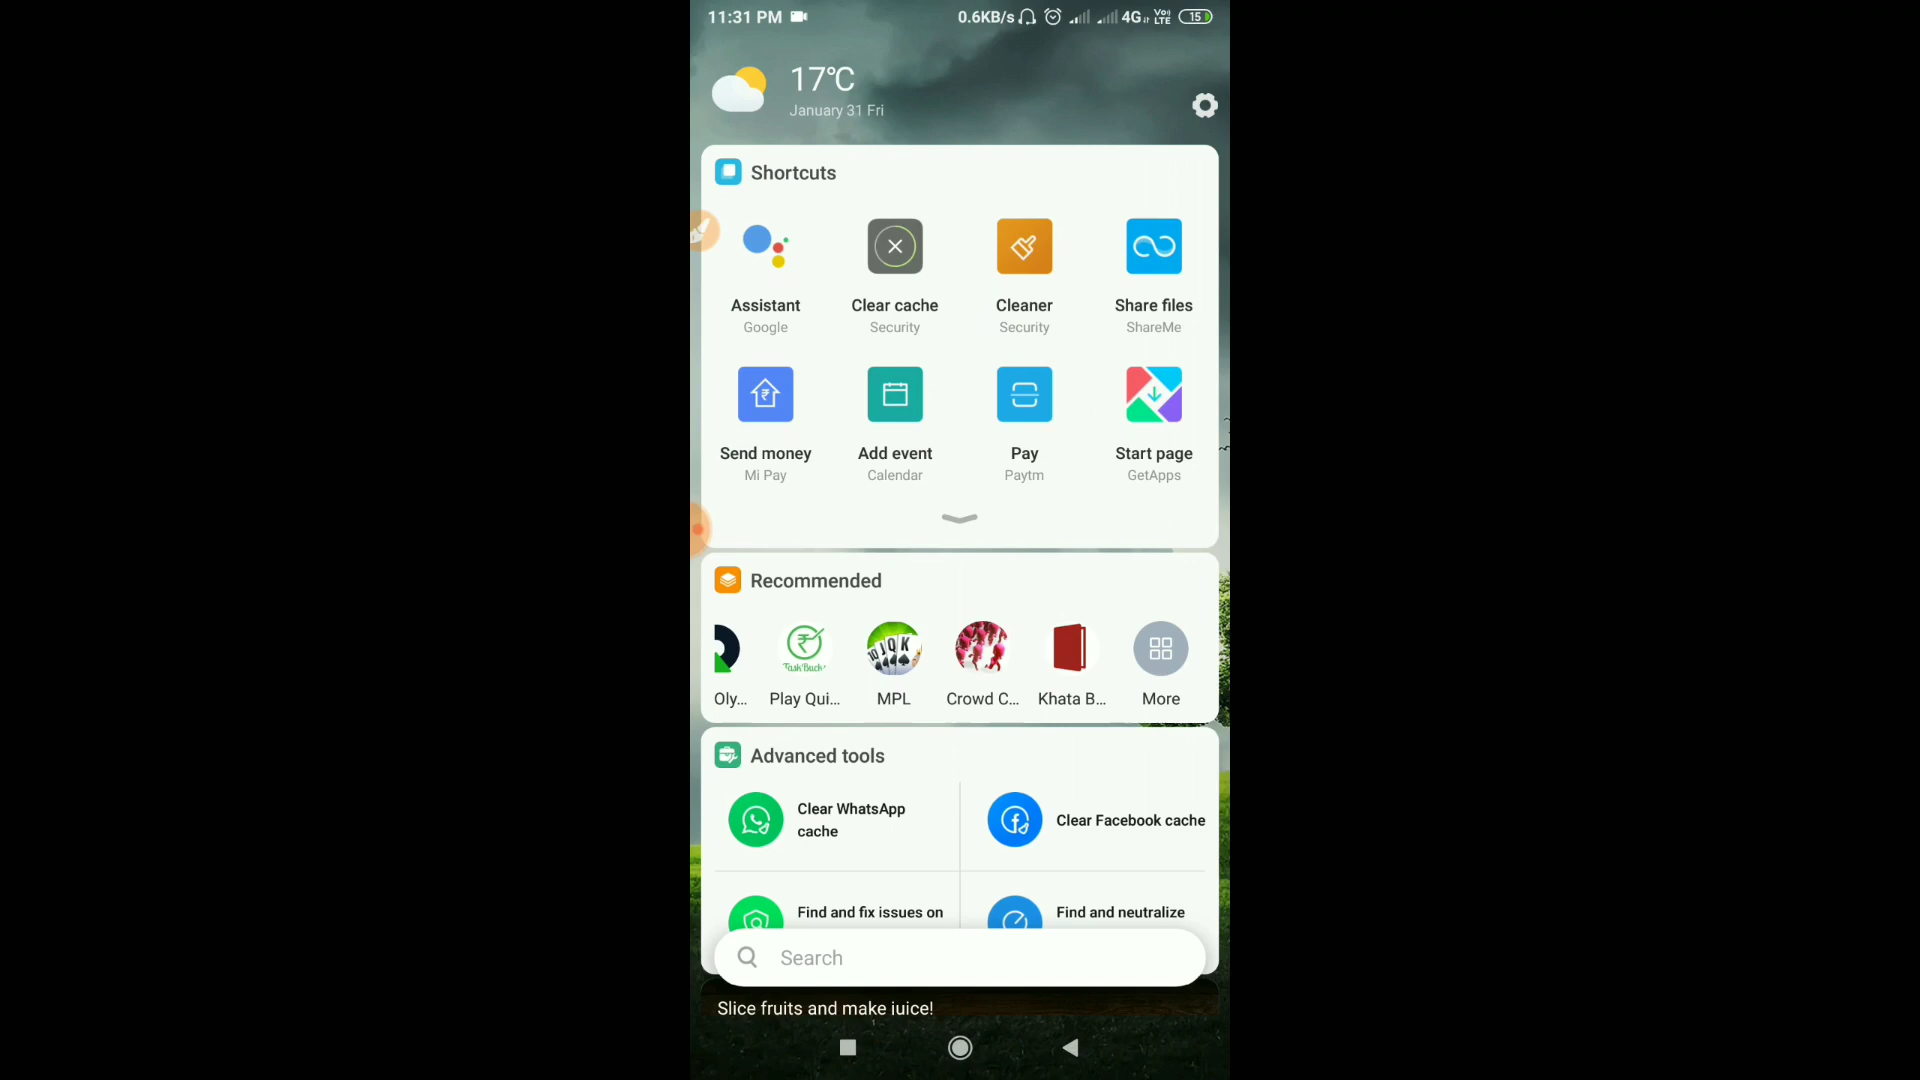 11:31 PM 0.6KB/s 4G Vo) LTE 15
17℃
January 31 Fri
Shortcuts
Assistant Clear cache Cleaner Share files
Google Security Security ShareMe
Send money Add event Pay Start page
Mi Pay Calendar Paytm GetApps
Recommended
10 J Q K
Oly... Play Qui... MPL Crowd C... Khata B... More
Advanced tools
Clear WhatsApp
cache
Clear Facebook cache
Find and fix issues on
Find and neutralize
Search
Slice fruits and make juice!